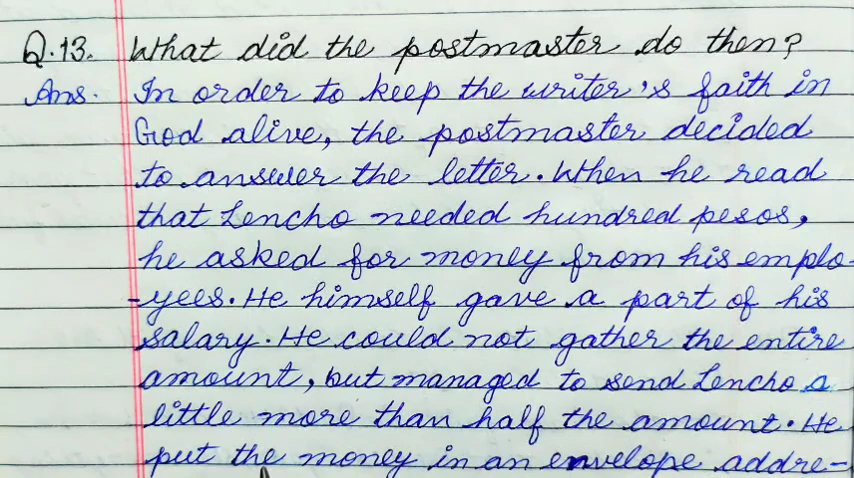 Q.13. What did the postmaster do then?
Ans. In order to keep the writer's faith in
God alive, the postmaster decided
to answer the letter. When he read
that Lencho needed hundred pesos,
he asked for money from his emplo-
-yees. He himself gave a part of his
salary. He could not gather the entire
amount, but managed to send Lencho a
little more than half the amount. He
put the money in an envelope addre-